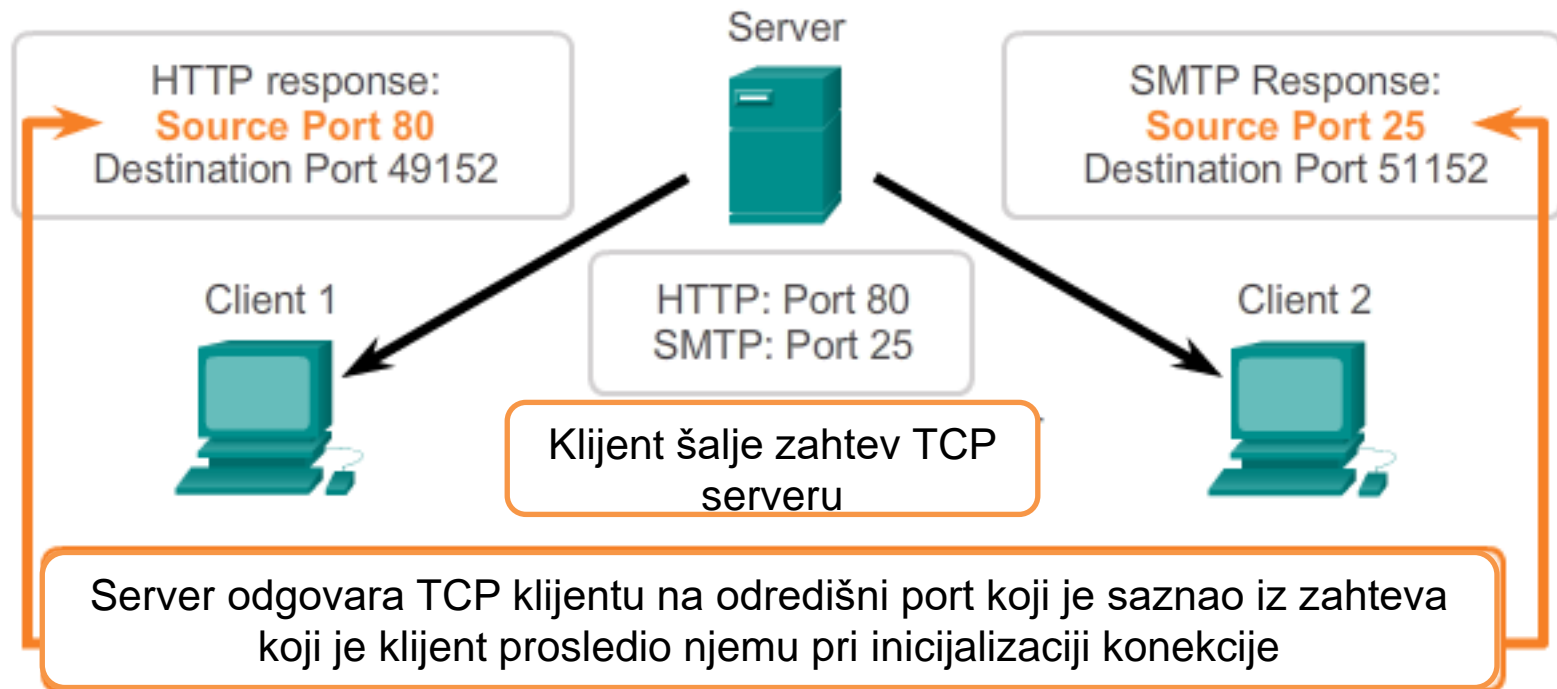 Server
HTTP response:
Source Port 80
Destination Port 49152
SMTP Response:
Source Port 25
Destination Port 51152
Client 1
HTTP: Port 80
SMTP: Port 25
Client 2
Klijent šalje zahtev TCP
serveru
Server odgovara TCP klijentu na odredišni port koji je saznao iz zahteva
koji je klijent prosledio njemu pri inicijalizaciji konekcije